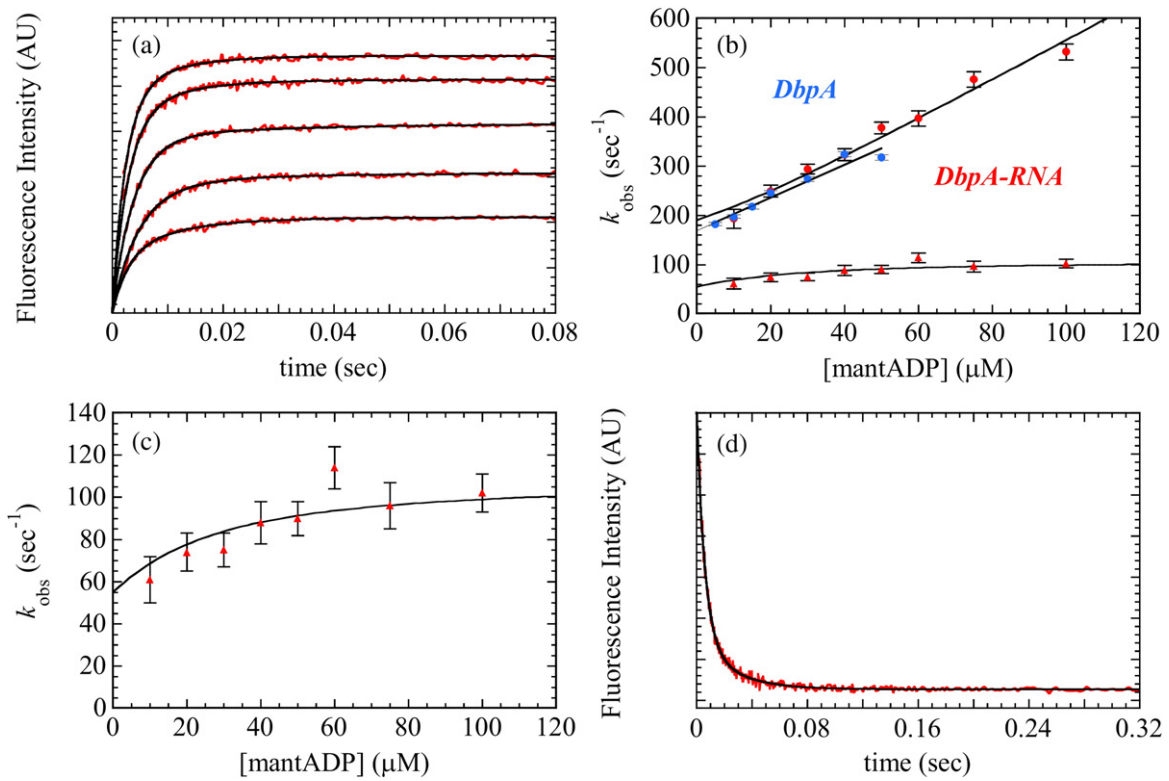 (a)
Fluorescence Intensity (AU)
0 0.02 0.04 0.06 0.08
time (sec)
(b)
600
500
400
300
200
100
0
k obs (sec⁻¹)
DbpA
DbpA-RNA
0 20 40 60 80 100 120
[mantADP] (μM)
(c)
140
120
100
80
60
40
20
0
k obs (sec⁻¹)
0 20 40 60 80 100 120
[mantADP] (μM)
(d)
Fluorescence Intensity (AU)
0 0.08 0.16 0.24 0.32
time (sec)